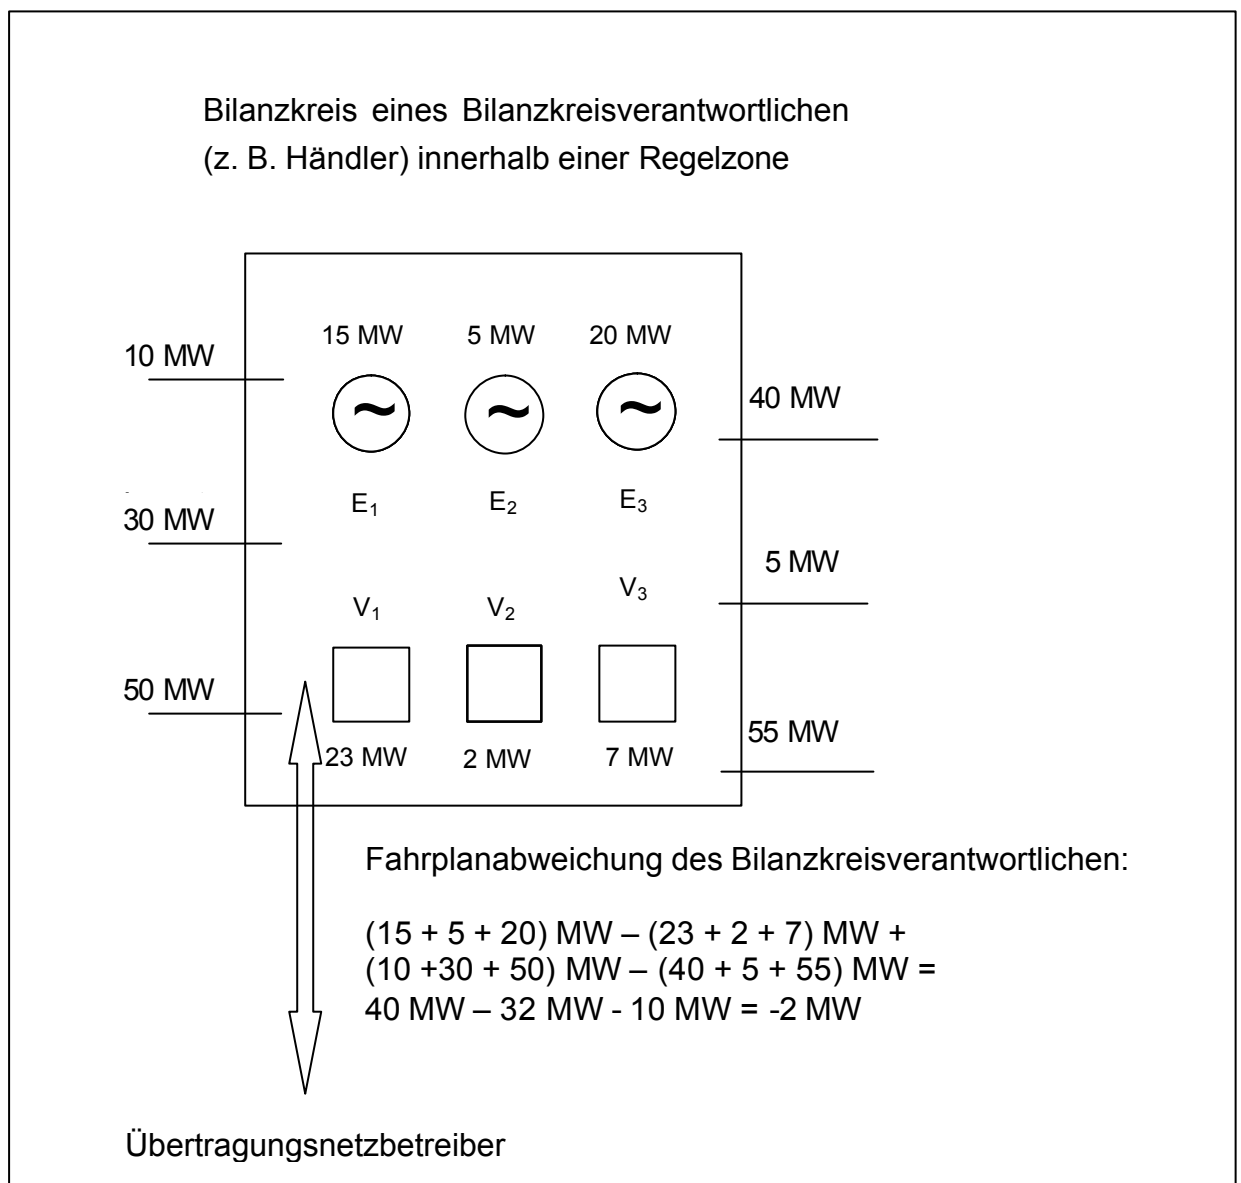 Bilanzkreis eines Bilanzkreisverantwortlichen
(z. B. Händler) innerhalb einer Regelzone
15 MW 5 MW 20 MW
10 MW
40 MW
~ ~ ~
E1 E2 E3
30 MW
5 MW
V1 V2 V3
50 MW
55 MW
23 MW 2 MW 7 MW
Fahrplanabweichung des Bilanzkreisverantwortlichen:
(15 + 5 + 20) MW – (23 + 2 + 7) MW +
(10 +30 + 50) MW – (40 + 5 + 55) MW =
40 MW – 32 MW - 10 MW = -2 MW
Übertragungsnetzbetreiber